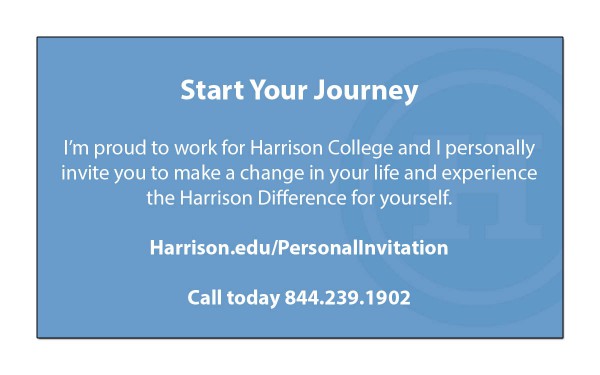 Start Your Journey
I'm proud to work for Harrison College and I personally
invite you to make a change in your life and experience
the Harrison Difference for yourself.
Harrison.edu/PersonalInvitation
Call today 844.239.1902
H